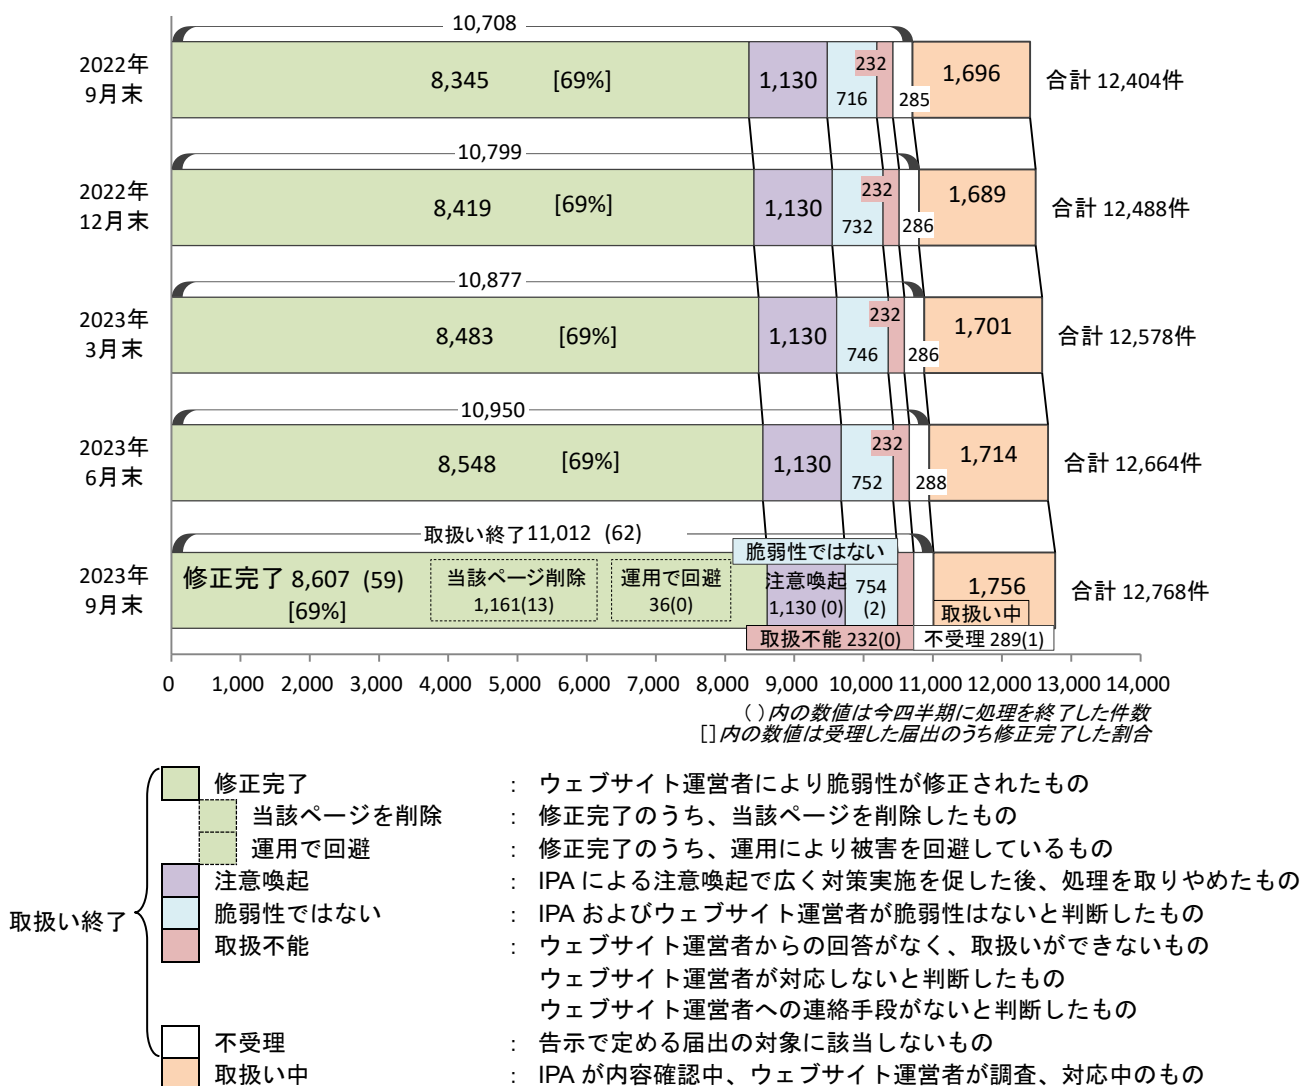 10,708
2022年
9月末
8,345 [69%] 1,130 716 232 285 1,696 合計 12,404件
10,799
2022年
12月末
8,419 [69%] 1,130 732 232 286 1,689 合計 12,488件
10,877
2023年
3月末
8,483 [69%] 1,130 746 232 286 1,701 合計 12,578件
10,950
2023年
6月末
8,548 [69%] 1,130 752 232 288 1,714 合計 12,664件
取扱い終了11,012 (62)
脆弱性ではない
2023年
9月末
修正完了 8,607 (59)
[69%]
当該ページ削除
1,161(13)
運用で回避
36(0)
注意喚起
1,130 (0)
754
(2)
1,756
取扱い中
合計 12,768件
取扱不能 232(0) 不受理 289(1)
0 1,000 2,000 3,000 4,000 5,000 6,000 7,000 8,000 9,000 10,000 11,000 12,000 13,000 14,000
( )内の数値は今四半期に処理を終了した件数
[]内の数値は受理した届出のうち修正完了した割合
取扱い終了
修正完了 : ウェブサイト運営者により脆弱性が修正されたもの
当該ページを削除 : 修正完了のうち、当該ページを削除したもの
運用で回避 : 修正完了のうち、運用により被害を回避しているもの
注意喚起 : IPA による注意喚起で広く対策実施を促した後、処理を取りやめたもの
脆弱性ではない : IPA およびウェブサイト運営者が脆弱性はないと判断したもの
取扱不能 : ウェブサイト運営者からの回答がなく、取扱いができないもの
ウェブサイト運営者が対応しないと判断したもの
ウェブサイト運営者への連絡手段がないと判断したもの
不受理 : 告示で定める届出の対象に該当しないもの
取扱い中 : IPA が内容確認中、ウェブサイト運営者が調査、対応中のもの